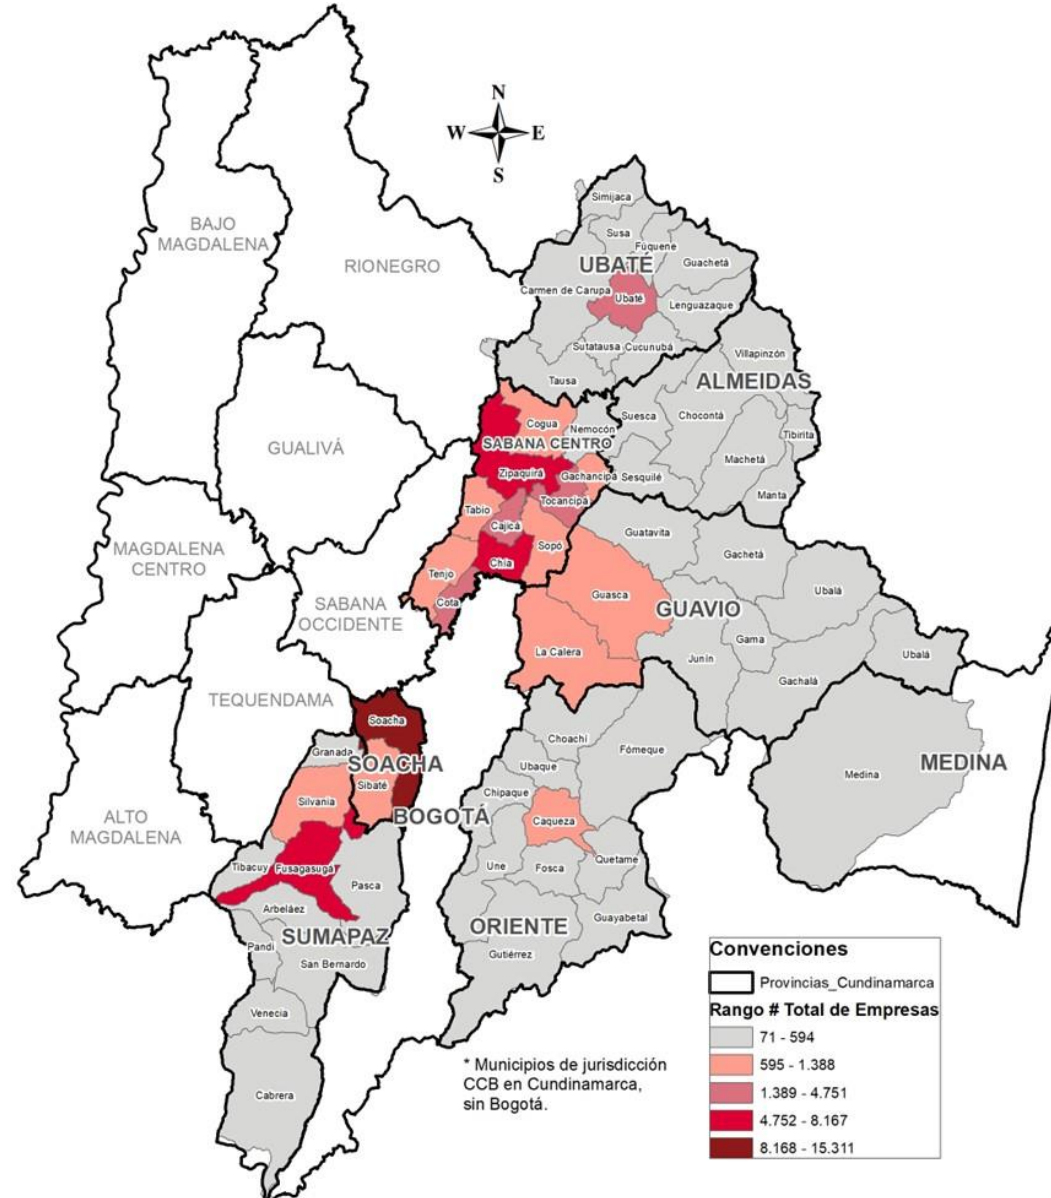 N
W E
S
BAJO
MAGDALENA
RIONEGRO
Simijaca
Susa
Fúquene
UBATÉ
Guachetá
Carmen de Carupa
Ubaté
Lenguazaque
Sutatausa
Cucunubá
Tausa
Villapinzón
ALMEIDAS
Suesca
Chocontá
Tibirita
Machetá
Sesquilé
Manta
GUALIVÁ
Cogua
Nemocón
SABANA CENTRO
Zipaquirá
Gachancipá
Tabio
Tocancipá
Cajicá
Sopó
Chía
Tenjo
Cota
MAGDALENA
CENTRO
SABANA
OCCIDENTE
Guatavita
Gachetá
Ubalá
Guasca
GUAVIO
Gama
Ubalá
La Calera
Junín
Gachalá
TEQUENDAMA
Soacha
Granada
SOACHA
Sibaté
Silvania
BOGOTÁ
Choachí
Fómeque
Ubaque
Chipaque
Caqueza
Medina
MEDINA
ALTO
MAGDALENA
Tibacuy
Fusagasugá
Pasca
Une
Fosca
Quetame
Arbeláez
SUMAPAZ
Pandi
San Bernardo
ORIENTE
Guayabetal
Gutiérrez
Venecia
Cabrera
* Municipios de jurisdicción
CCB en Cundinamarca,
sin Bogotá.
Convenciones
Provincias_Cundinamarca
Rango # Total de Empresas
71 - 594
595 - 1.388
1.389 - 4.751
4.752 - 8.167
8.168 - 15.311